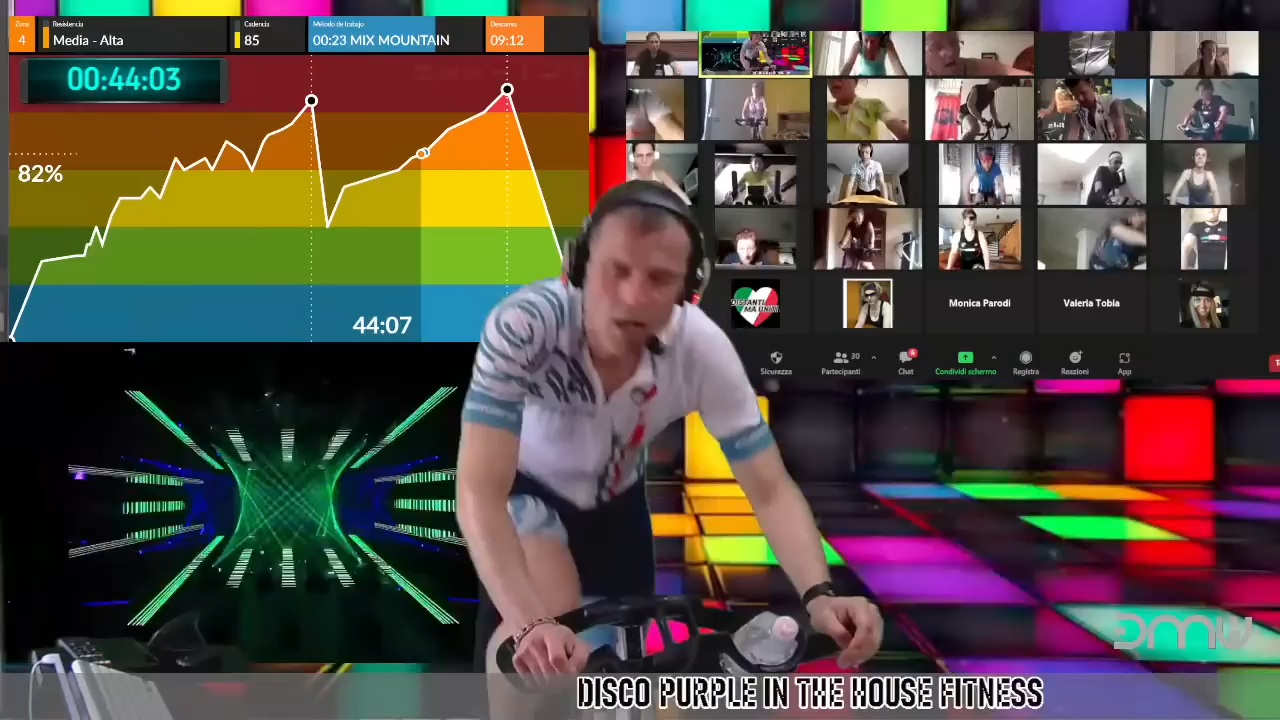 Zona
4
Resistencia
Media - Alta
Cadencia
85
Método de trabajo
00:23 MIX MOUNTAIN
Descanso
09:12
00:44:03
82%
44:07
DISTANTI
MA UNITI
Monica Parodi
Valeria Tobia
Sicurezza
30
Partecipanti
6
Chat
Condividi schermo
Registra
Reazioni
App
DMW
DISCO PURPLE IN THE HOUSE FITNESS